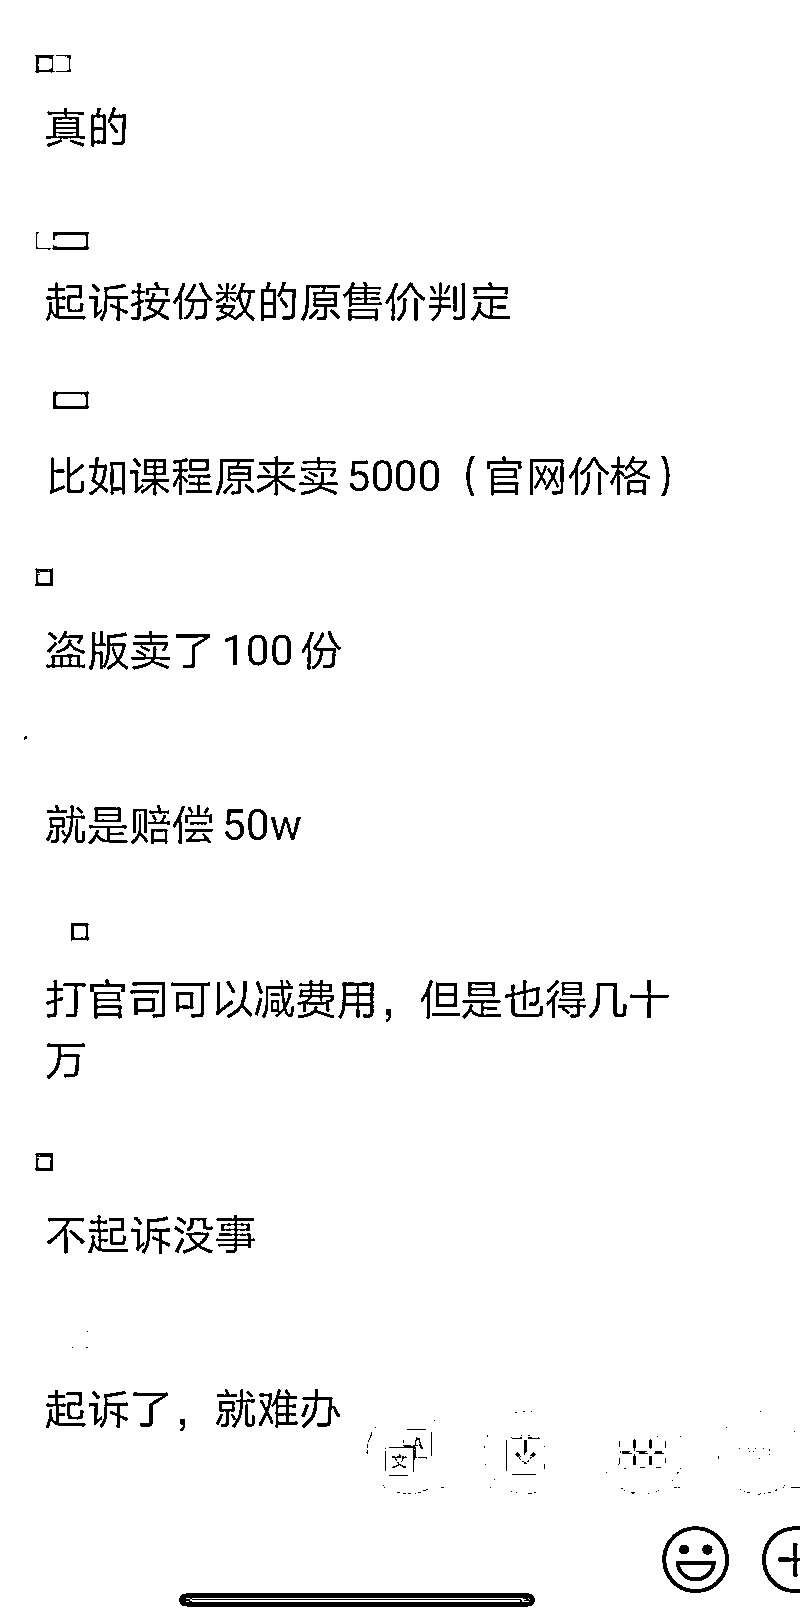 真的
起诉按份数的原售价判定
比如课程原来卖 5000（官网价格）
盗版卖了 100 份
就是赔偿 50w
打官司可以减费用，但是也得几十
万
不起诉没事
起诉了，就难办